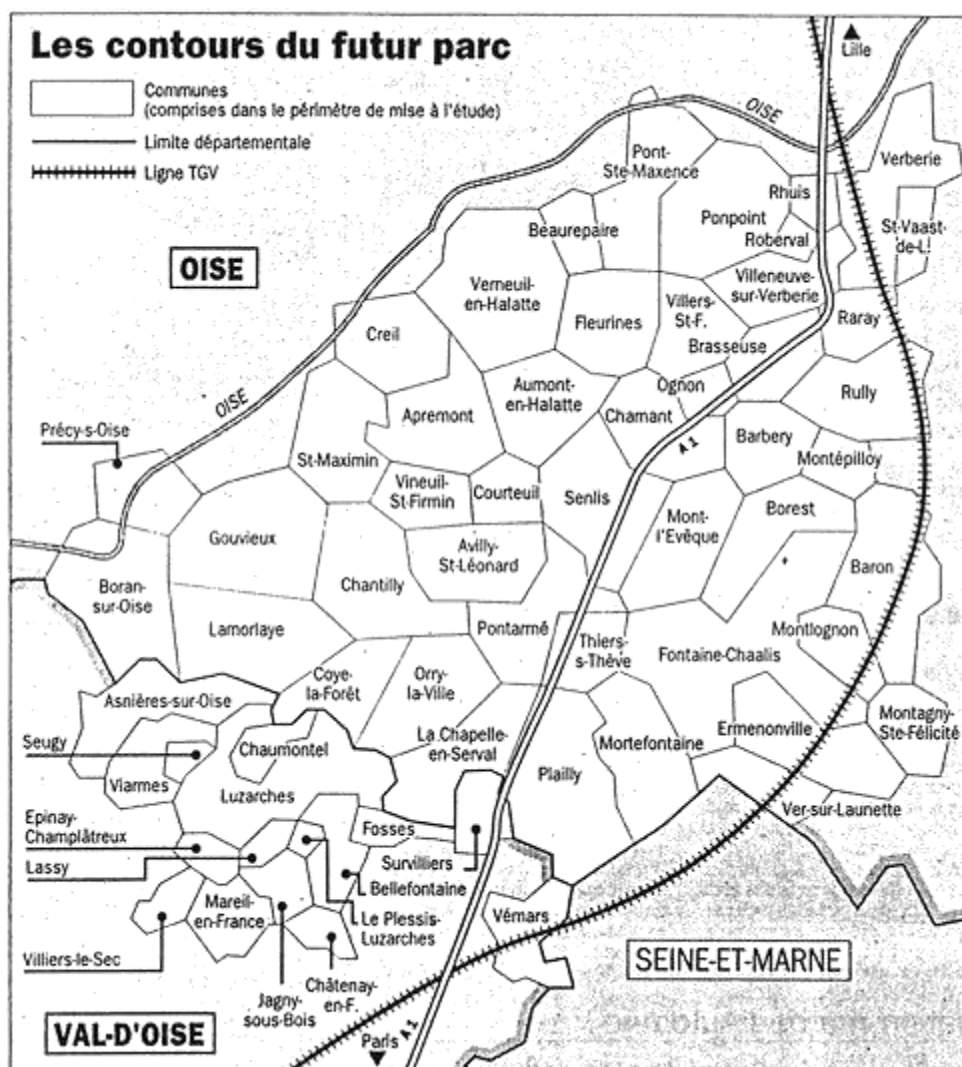 Les contours du futur parc
Communes
(comprises dans le périmètre de mise à l'étude)
Limite départementale
Ligne TGV
Lille
OISE
Verberie
Pont-
Ste-Maxence
Rhuis
Ponpoint
Roberval
St-Vaast-
de-L!
Beaurepaire
OISE
Verneuil-
en-Halatte
Villeneuve-
sur-Verberie
Fleurines
Villers-
St-F.
Raray
Creil
Brasseuse
OISE
Aumont-
en-Halatte
Ognon
Rully
Apremont
Chamant
Précy-s-Oise
A1
Barbery
St-Maximin
Montépilloy
Vineuil-
St-Firmin
Courteuil
Senlis
Borest
Mont-
l'Evêque
Gouvieux
Avilly-
St-Léonard
Baron
Boran-
sur-Oise
Chantilly
Lamorlaye
Pontarmé
Montlognon
Thiers-
s-Thève
Fontaine-Chaalis
Coye-
la-Forêt
Orry-
la-Ville
Asnières-sur-Oise
Montagny-
Ste-Félicité
Ermenonville
La Chapelle-
en-Serval
Seugy
Chaumontel
Mortefontaine
Plailly
Viarmes
Luzarches
Ver-sur-Launette
Epinay-
Champlâtreux
Fosses
Lassy
Survilliers
Bellefontaine
Mareil-
en-France
Le Plessis-
Luzarches
Vémars
Villiers-le-Sec
SEINE-ET-MARNE
Châtenay-
en-F.
Jagny-
sous-Bois
VAL-D'OISE
A1
Paris